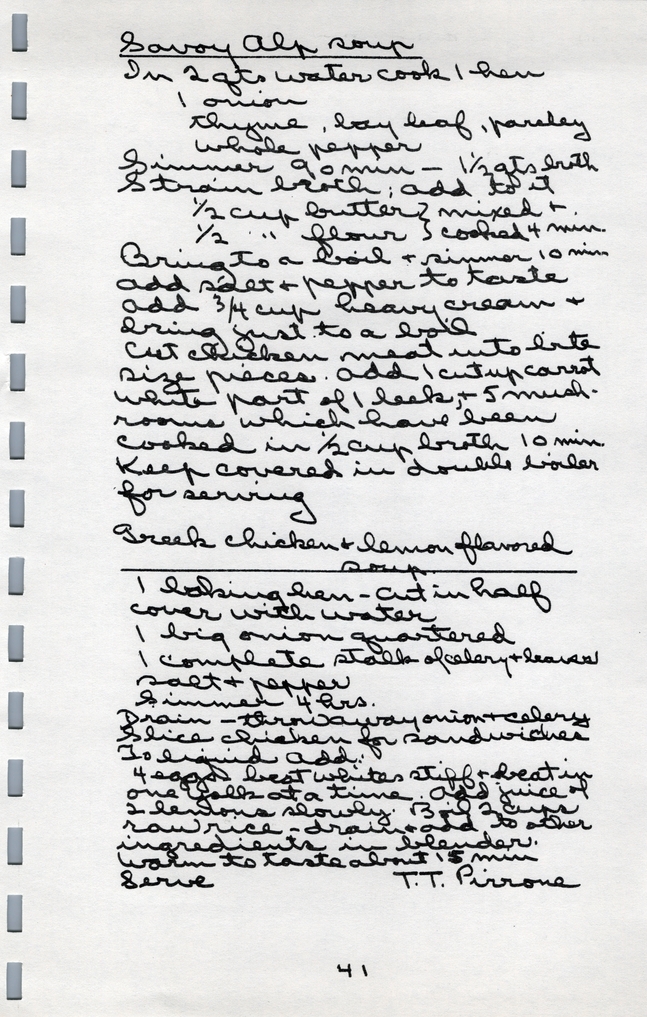 Savoy Alp soup
In 2 qts water cook 1 hen
1 onion
thyme, bay leaf, parsley
whole pepper
Simmer 90 min - 1½ qts broth
Strain broth; add to it
½ cup butter } mixed +
½ " flour } cooked 4 min.
Bring to a boil + simmer 10 min
add salt + pepper to taste
add ¾ cup heavy cream +
bring just to a boil
Cut chicken meat into bite
size pieces. add 1 cut up carrot
white part of 1 leek, + 5 mush-
rooms which have been
cooked in ½ cup broth 10 min.
Keep covered in double boiler
for serving
Greek chicken + lemon flavored
soup.
1 baking hen - cut in half
cover with water
1 big onion quartered
1 complete stalk of celery + leaves
salt + pepper
Simmer 4 hrs.
Drain - throw away onion + celery
Slice chicken for sandwiches
To liquid add:
4 eggs beat whites stiff + beat in
one yolk at a time. Add juice of
2 lemons slowly. Boil 2 cups
raw rice - drain + add to other
ingredients in blender.
Warm to taste about 15 min
Serve T.T. Pirrone
41